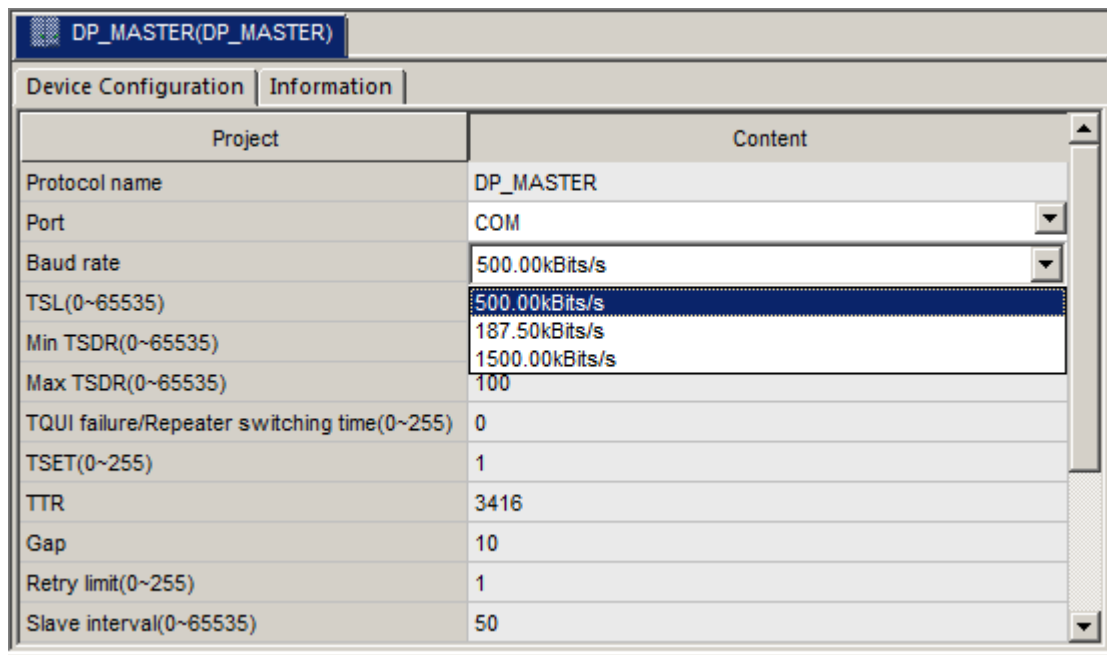 DP_MASTER(DP_MASTER)
Device Configuration Information
Project Content
Protocol name DP_MASTER
Port COM
Baud rate 500.00kBits/s
TSL(0~65535) 500.00kBits/s
187.50kBits/s
Min TSDR(0~65535)
1500.00kBits/s
Max TSDR(0~65535) 100
TQUI failure/Repeater switching time(0~255) 0
TSET(0~255) 1
TTR 3416
Gap 10
Retry limit(0~255) 1
Slave interval(0~65535) 50